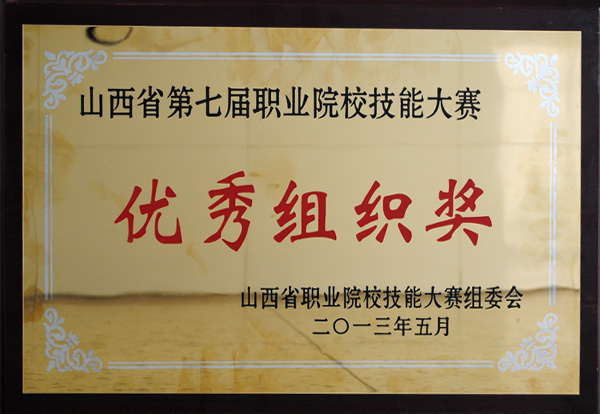 山西省第七届职业院校技能大赛
优秀组织奖
山西省职业院校技能大赛组委会
二〇一三年五月